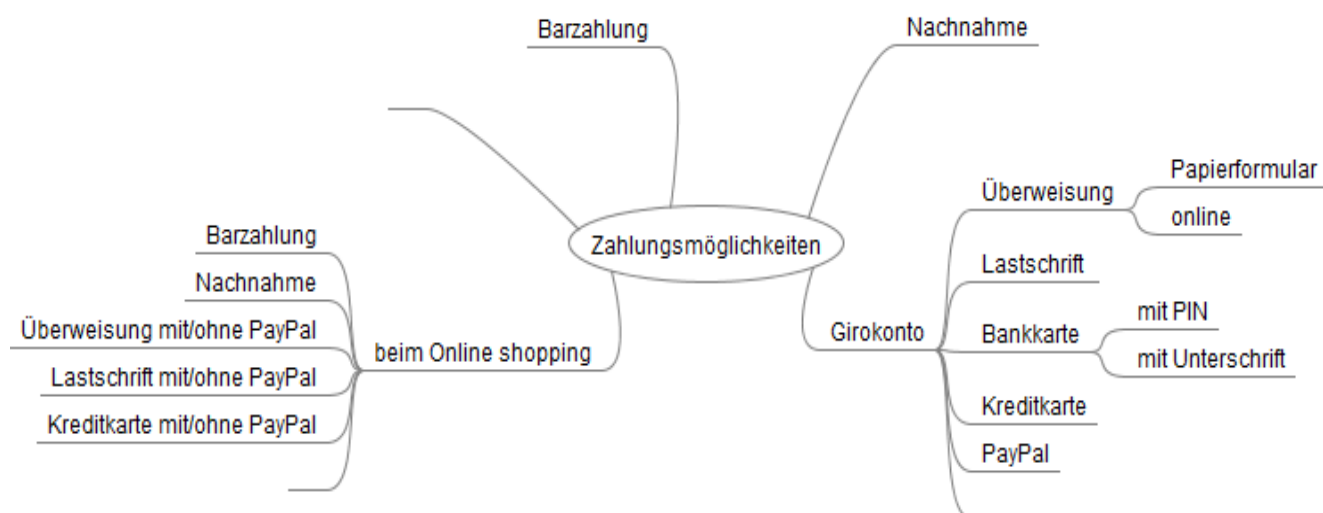 Barzahlung
Nachnahme
Zahlungsmöglichkeiten
Barzahlung
Nachnahme
Überweisung mit/ohne PayPal
Lastschrift mit/ohne PayPal
Kreditkarte mit/ohne PayPal
beim Online shopping
Girokonto
Überweisung
Papierformular
online
Lastschrift
Bankkarte
mit PIN
mit Unterschrift
Kreditkarte
PayPal